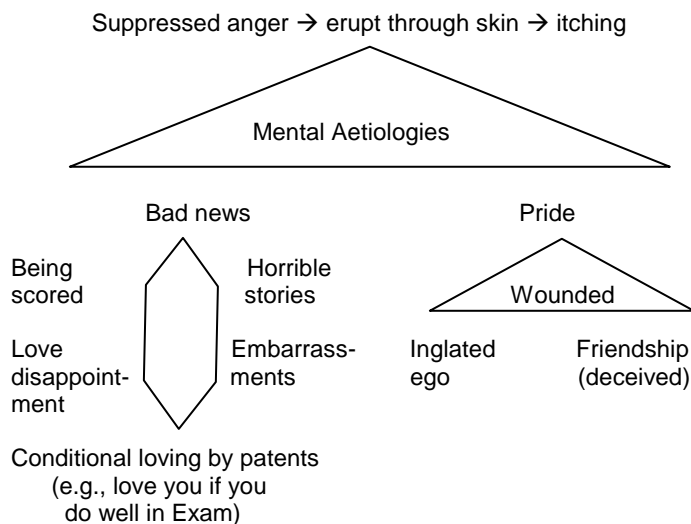 Suppressed anger → erupt through skin → itching
Mental Aetiologies
Bad news
Pride
Being
scored
Horrible
stories
Wounded
Love
disappoint-
ment
Embarrass-
ments
Inglated
ego
Friendship
(deceived)
Conditional loving by patents
(e.g., love you if you
do well in Exam)